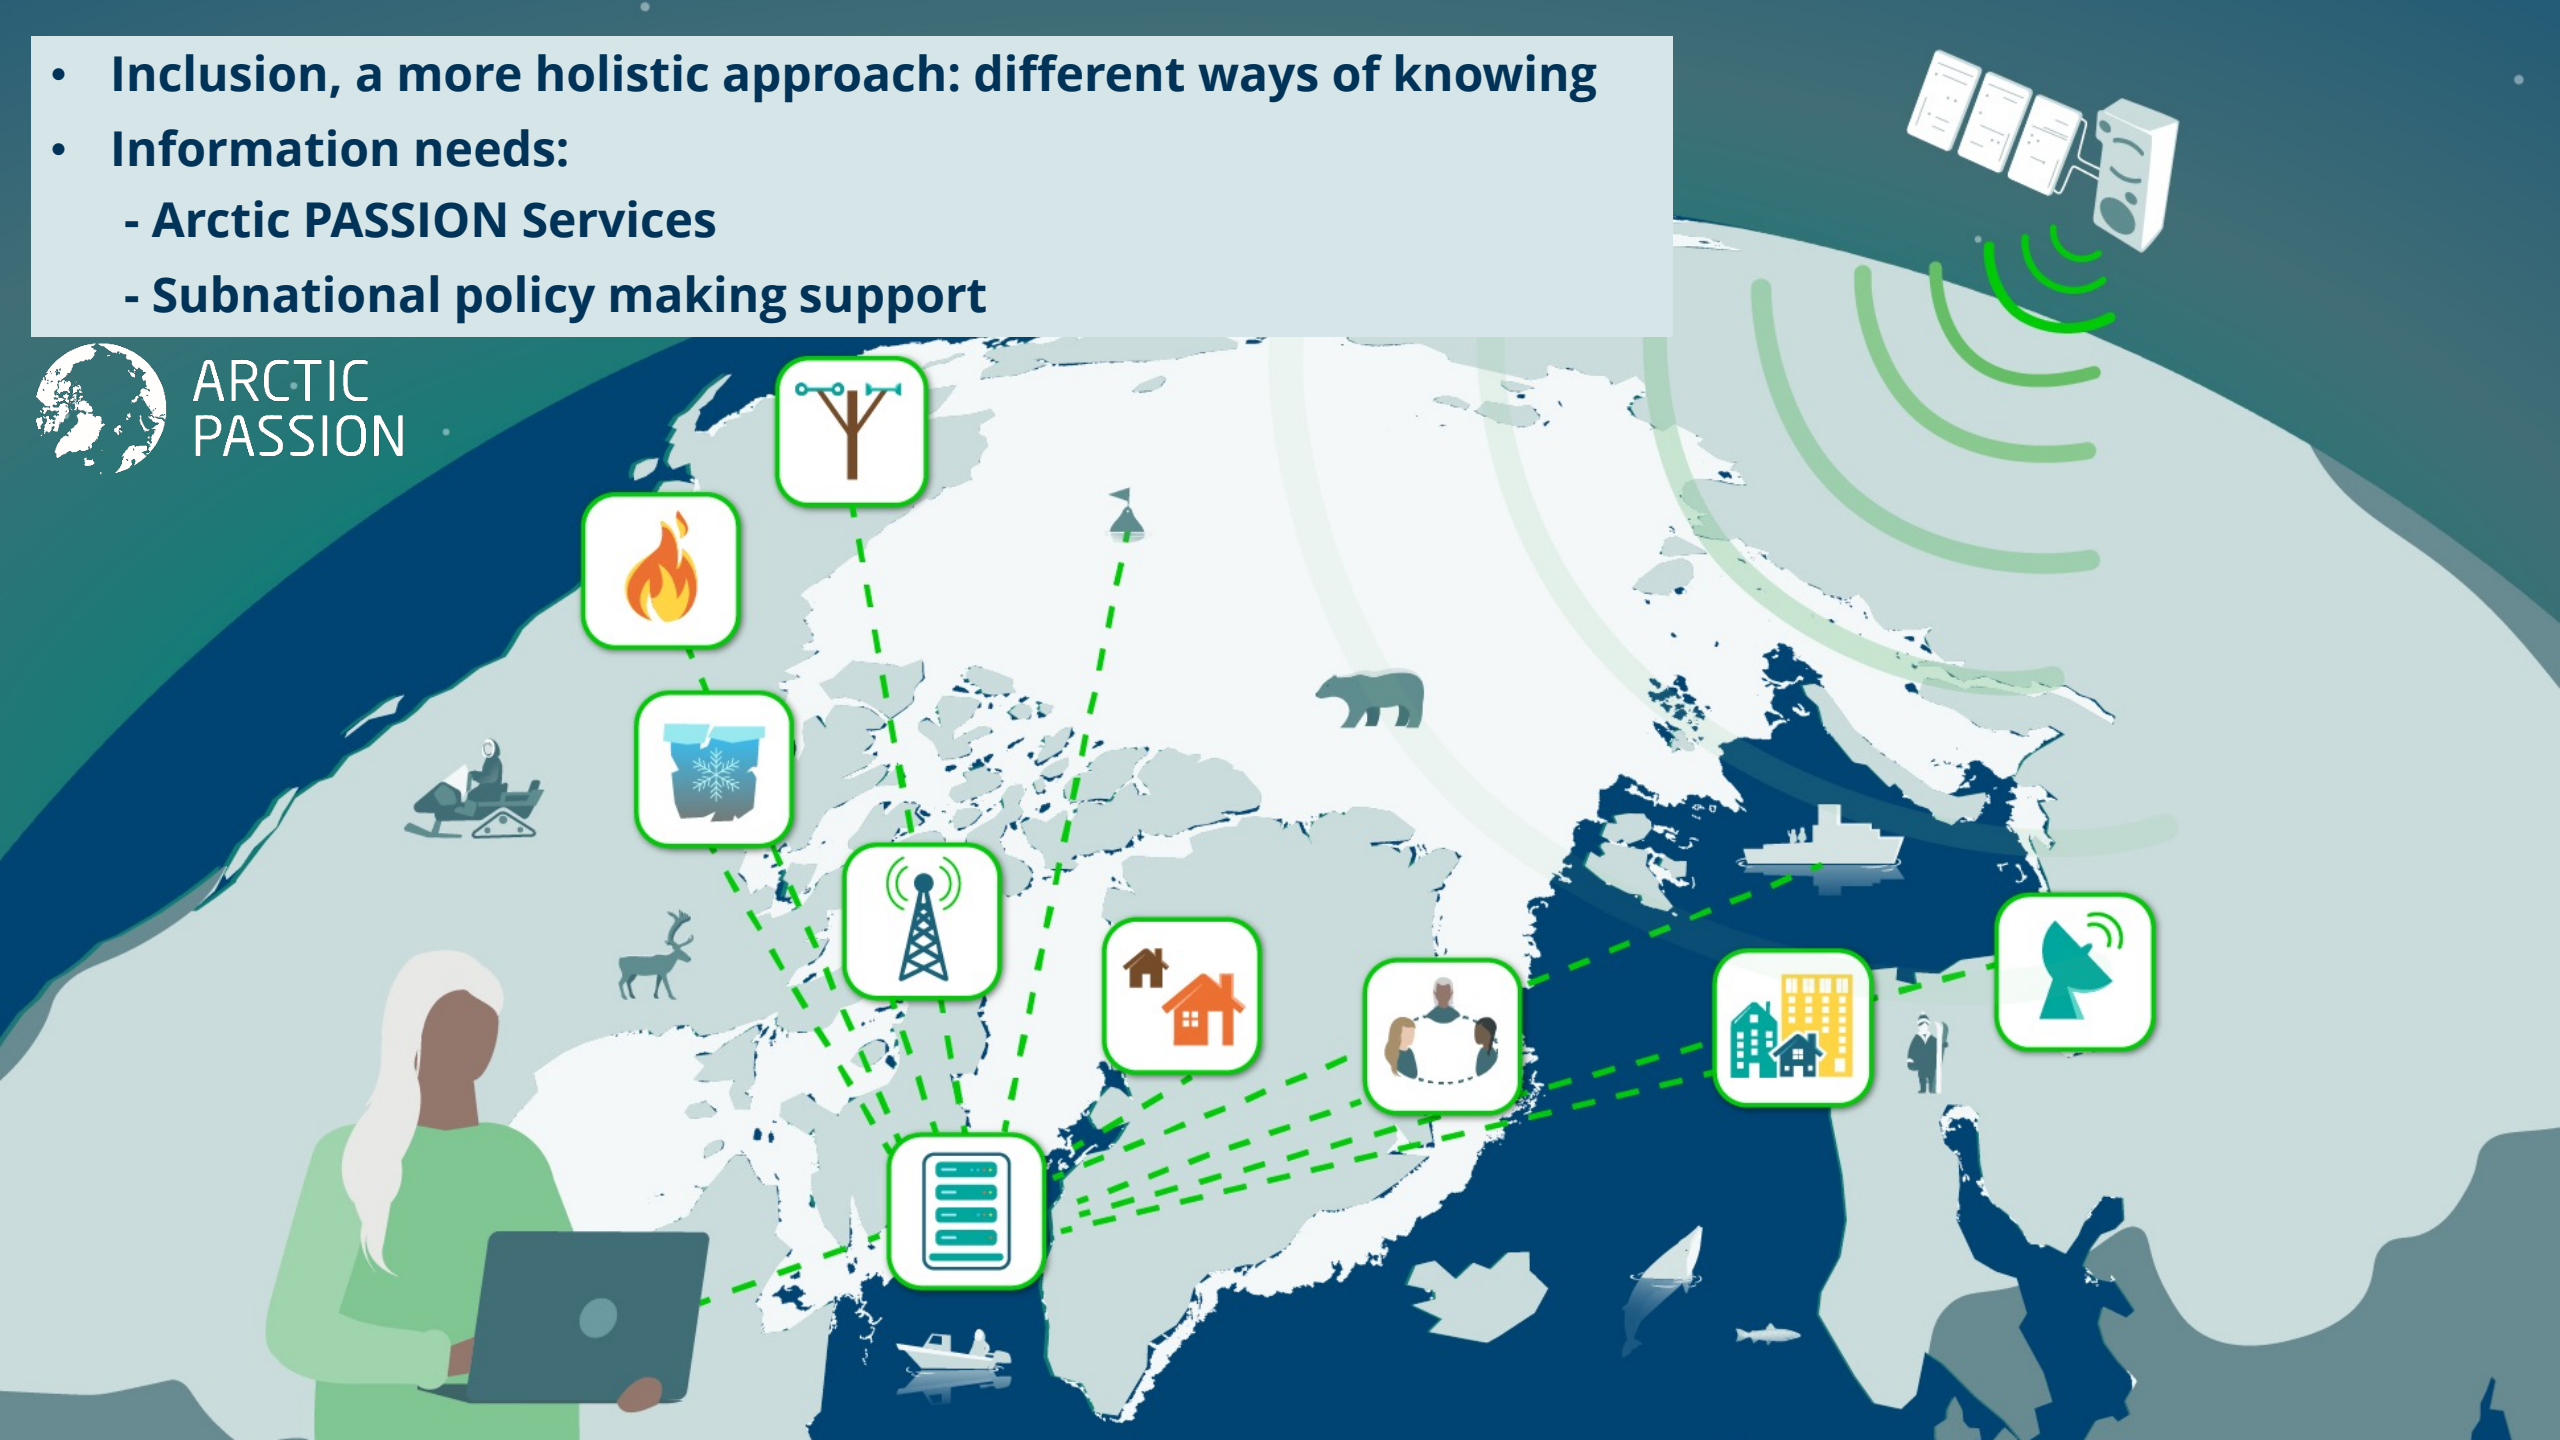 • Inclusion, a more holistic approach: different ways of knowing
• Information needs:
- Arctic PASSION Services
- Subnational policy making support
ARCTIC
PASSION